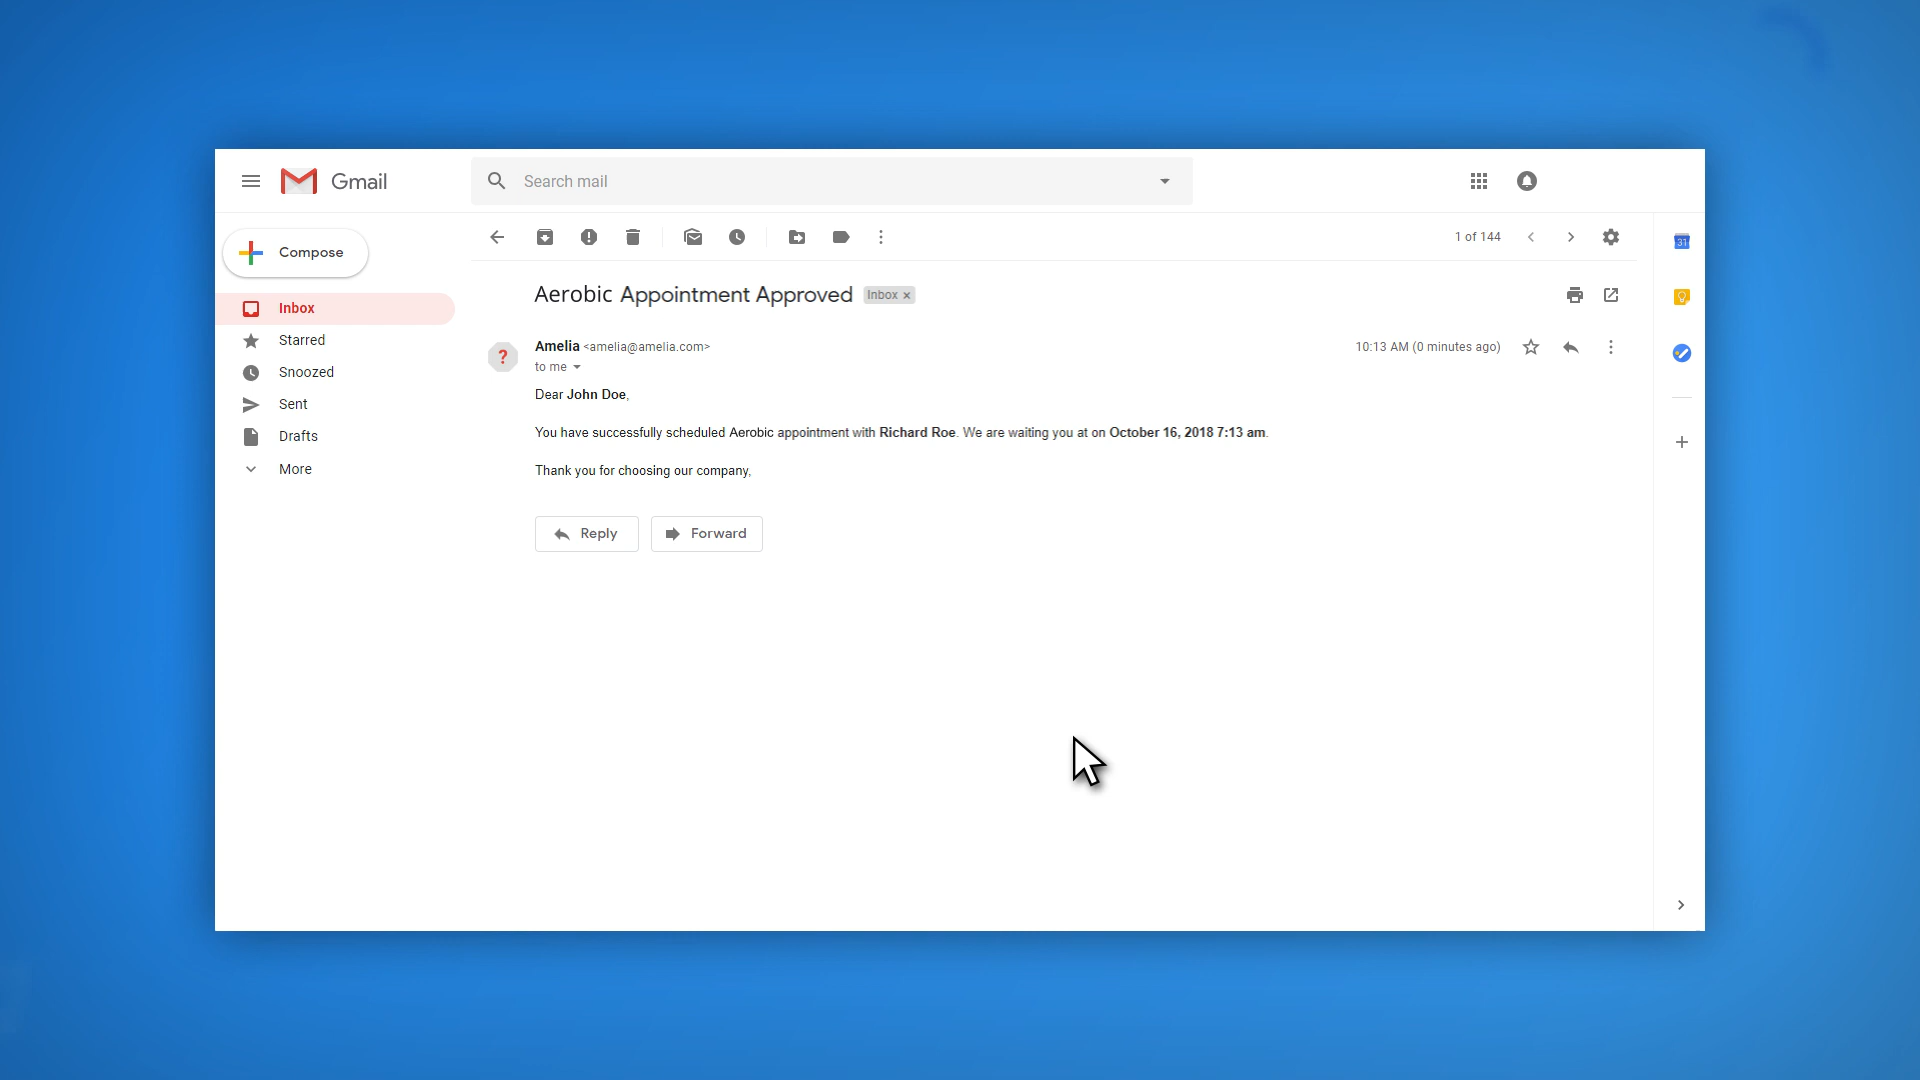 Gmail
Search mail
Compose
1 of 144
31
Aerobic Appointment Approved Inbox ×
Inbox
Starred
Snoozed
Sent
Drafts
More
? Amelia <amelia@amelia.com> 10:13 AM (0 minutes ago)
to me
Dear John Doe,
You have successfully scheduled Aerobic appointment with Richard Roe. We are waiting you at on October 16, 2018 7:13 am.
Thank you for choosing our company,
Reply Forward